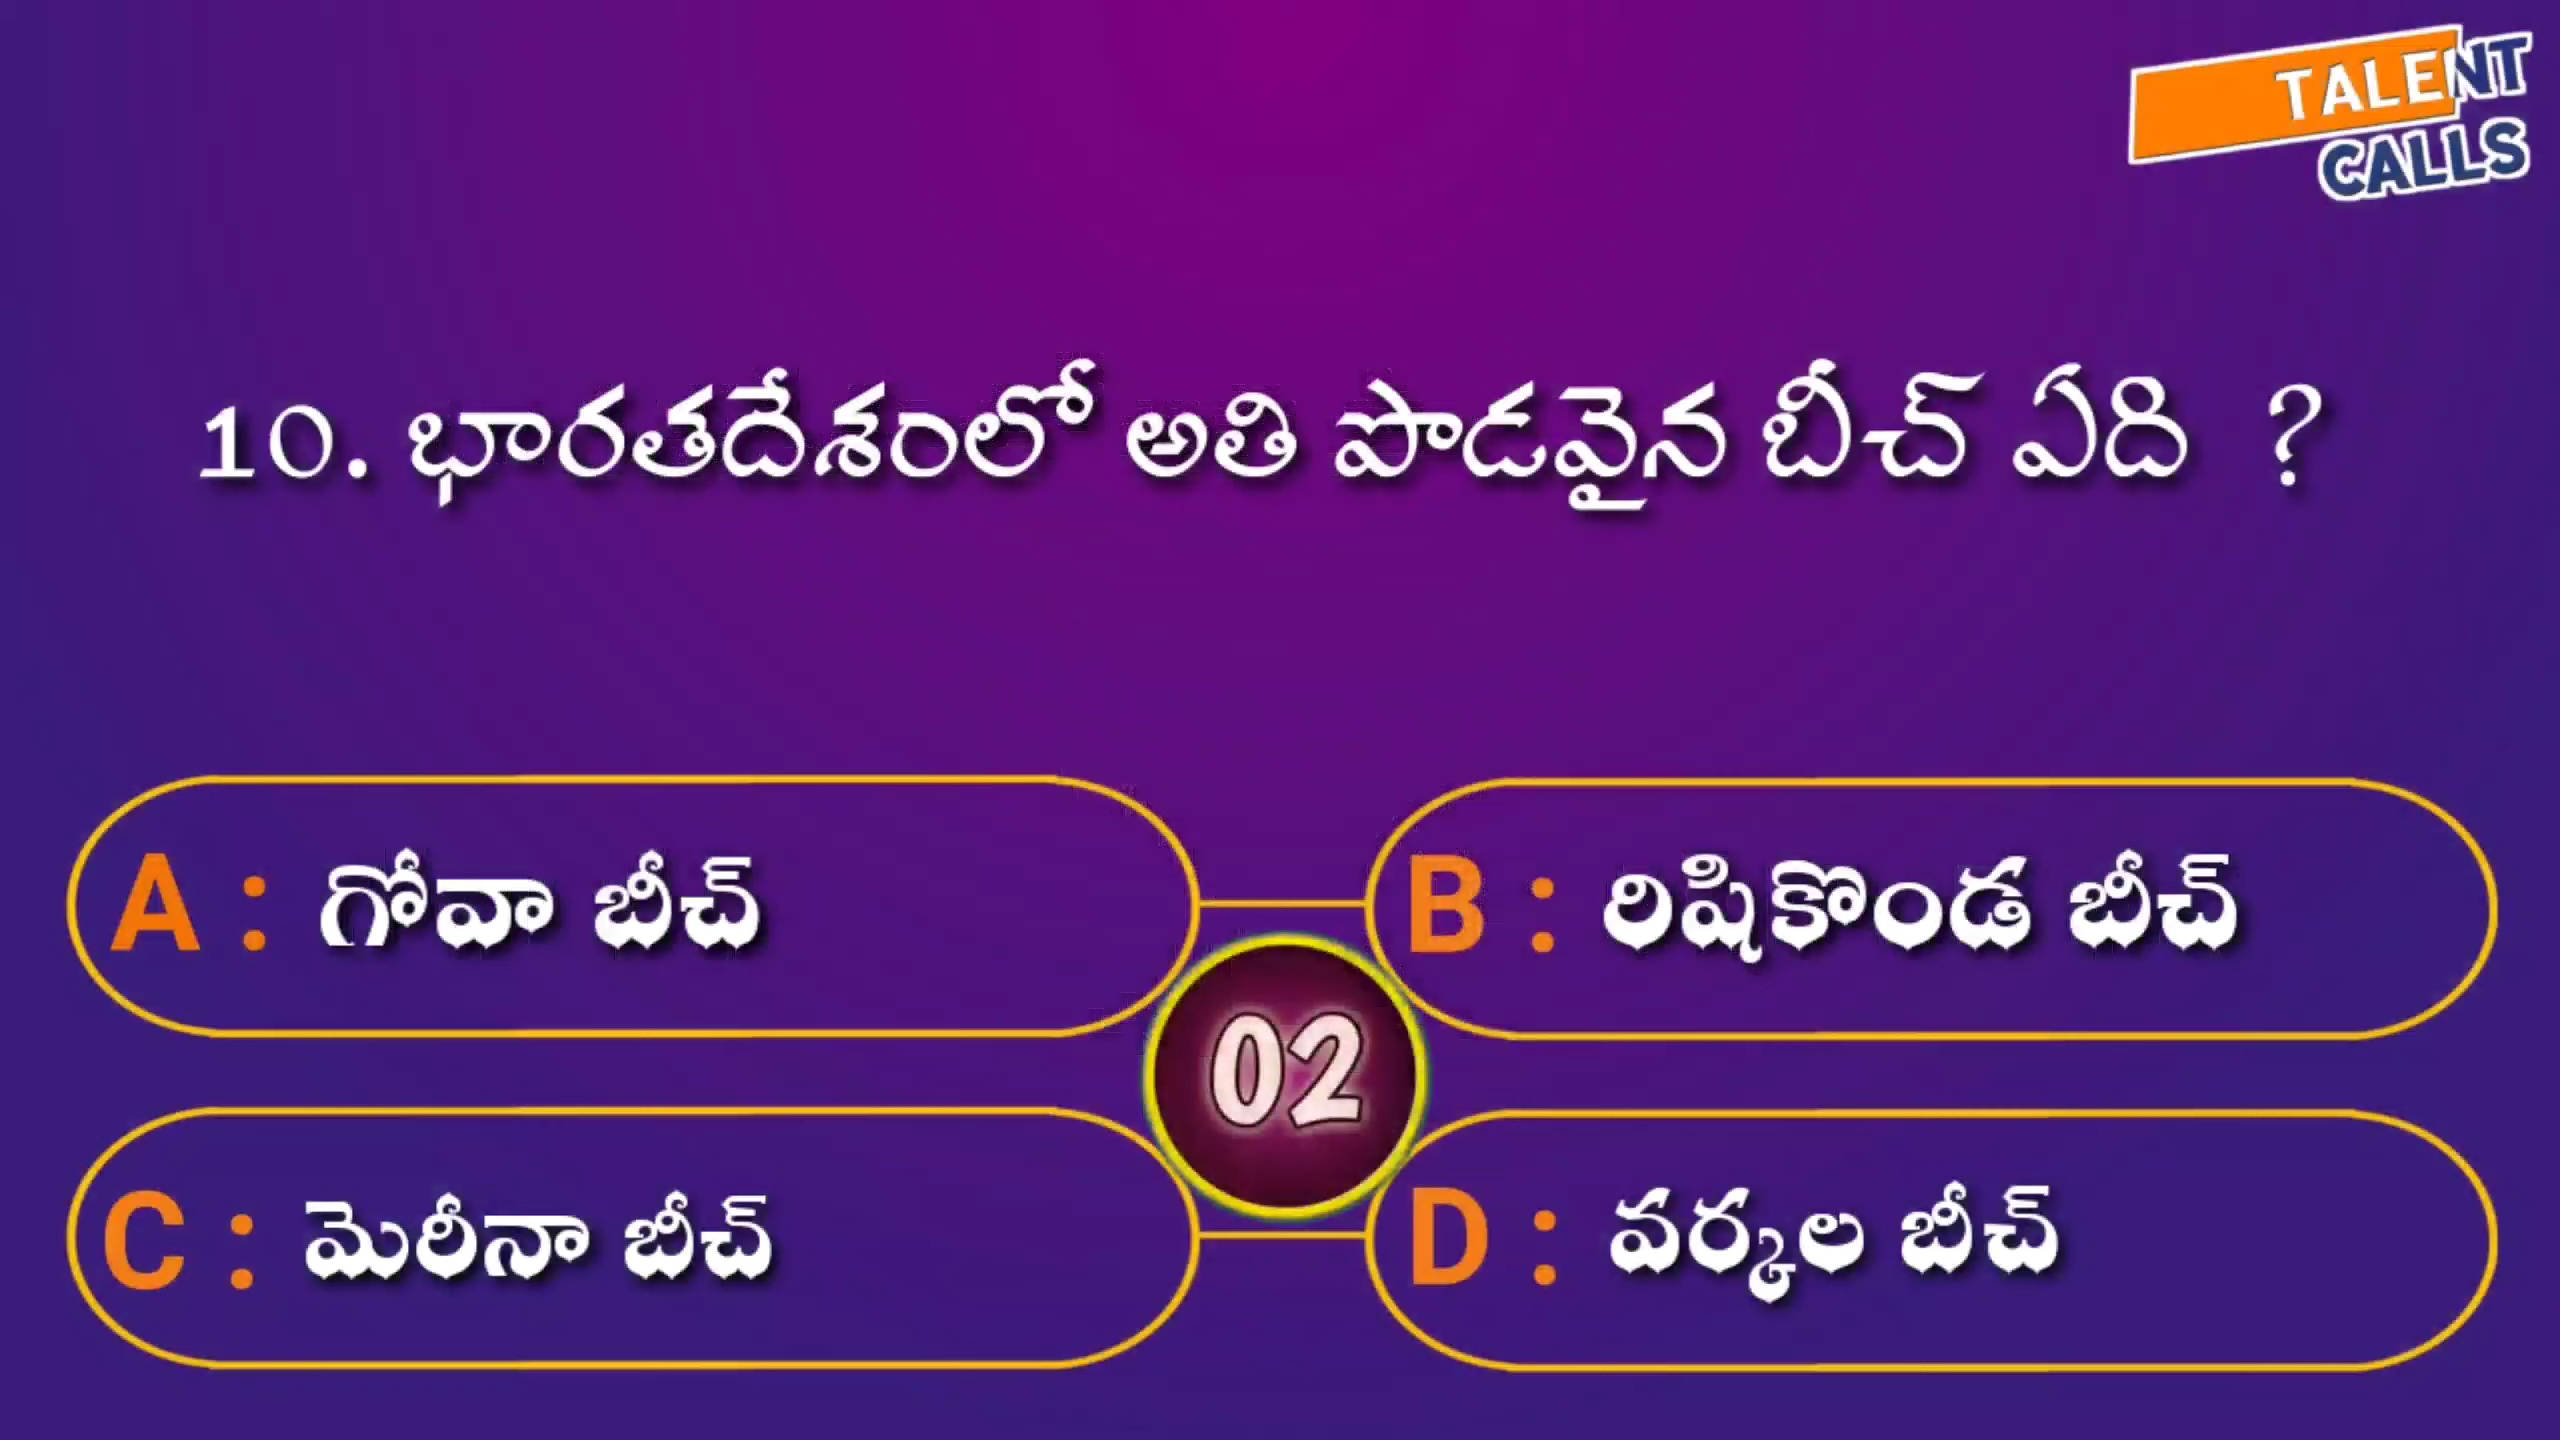 TALENT
CALLS
10. భారతదేశంలో అతి పొడవైన బీచ్ ఏది ?
A : గోవా బీచ్
B : రిషికొండ బీచ్
02
C : మెరీనా బీచ్
D : వర్కల బీచ్